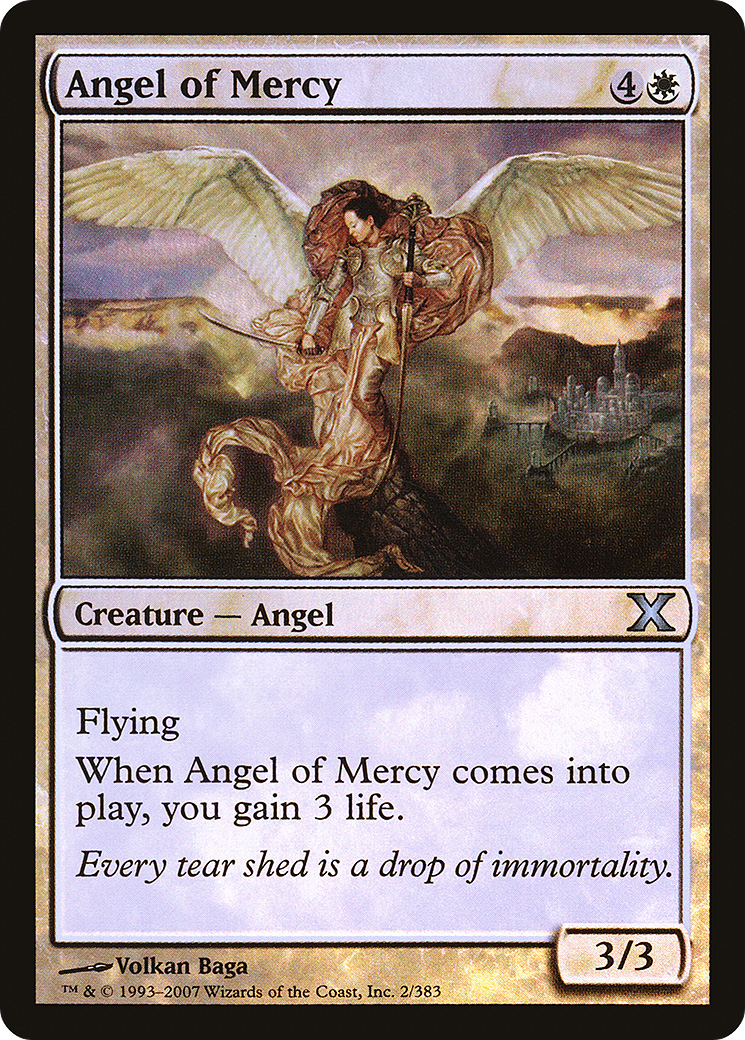 Angel of Mercy 4
Creature — Angel X
Flying
When Angel of Mercy comes into
play, you gain 3 life.
Every tear shed is a drop of immortality.
3/3
Volkan Baga
™ & © 1993–2007 Wizards of the Coast, Inc. 2/383